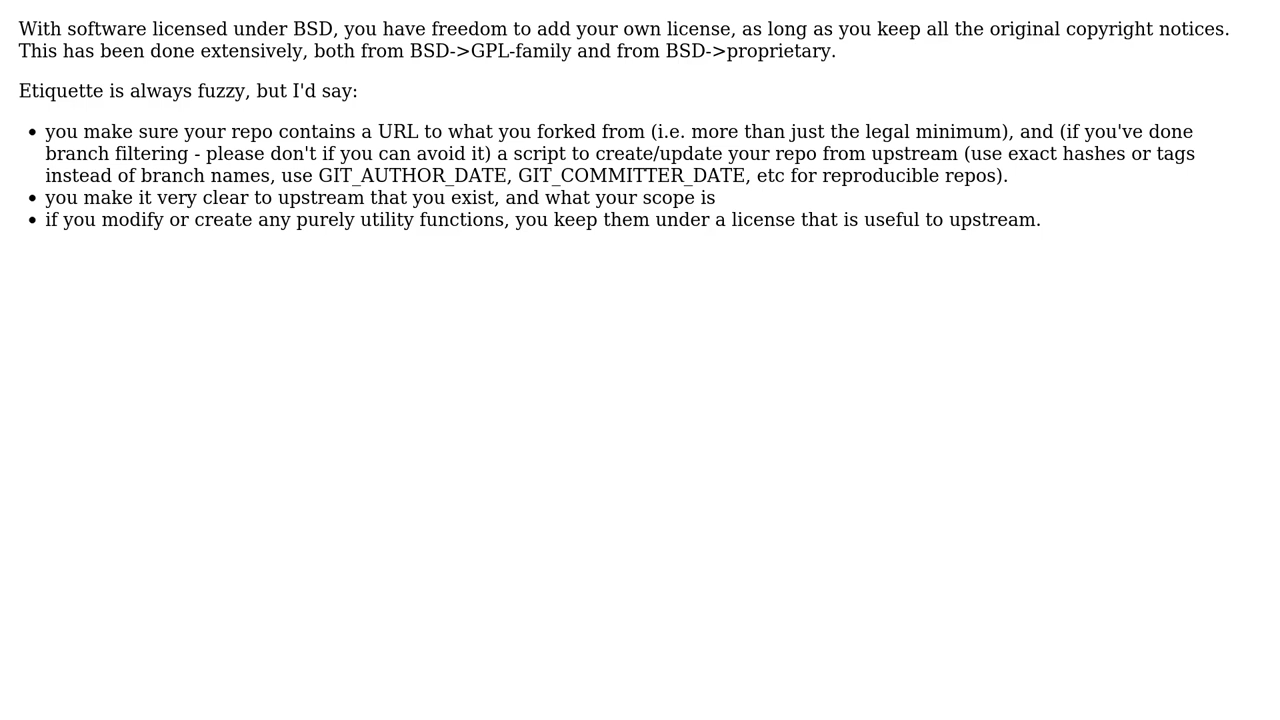 With software licensed under BSD, you have freedom to add your own license, as long as you keep all the original copyright notices.
This has been done extensively, both from BSD->GPL-family and from BSD->proprietary.
Etiquette is always fuzzy, but I'd say:
• you make sure your repo contains a URL to what you forked from (i.e. more than just the legal minimum), and (if you've done
branch filtering - please don't if you can avoid it) a script to create/update your repo from upstream (use exact hashes or tags
instead of branch names, use GIT_AUTHOR_DATE, GIT_COMMITTER_DATE, etc for reproducible repos).
• you make it very clear to upstream that you exist, and what your scope is
• if you modify or create any purely utility functions, you keep them under a license that is useful to upstream.